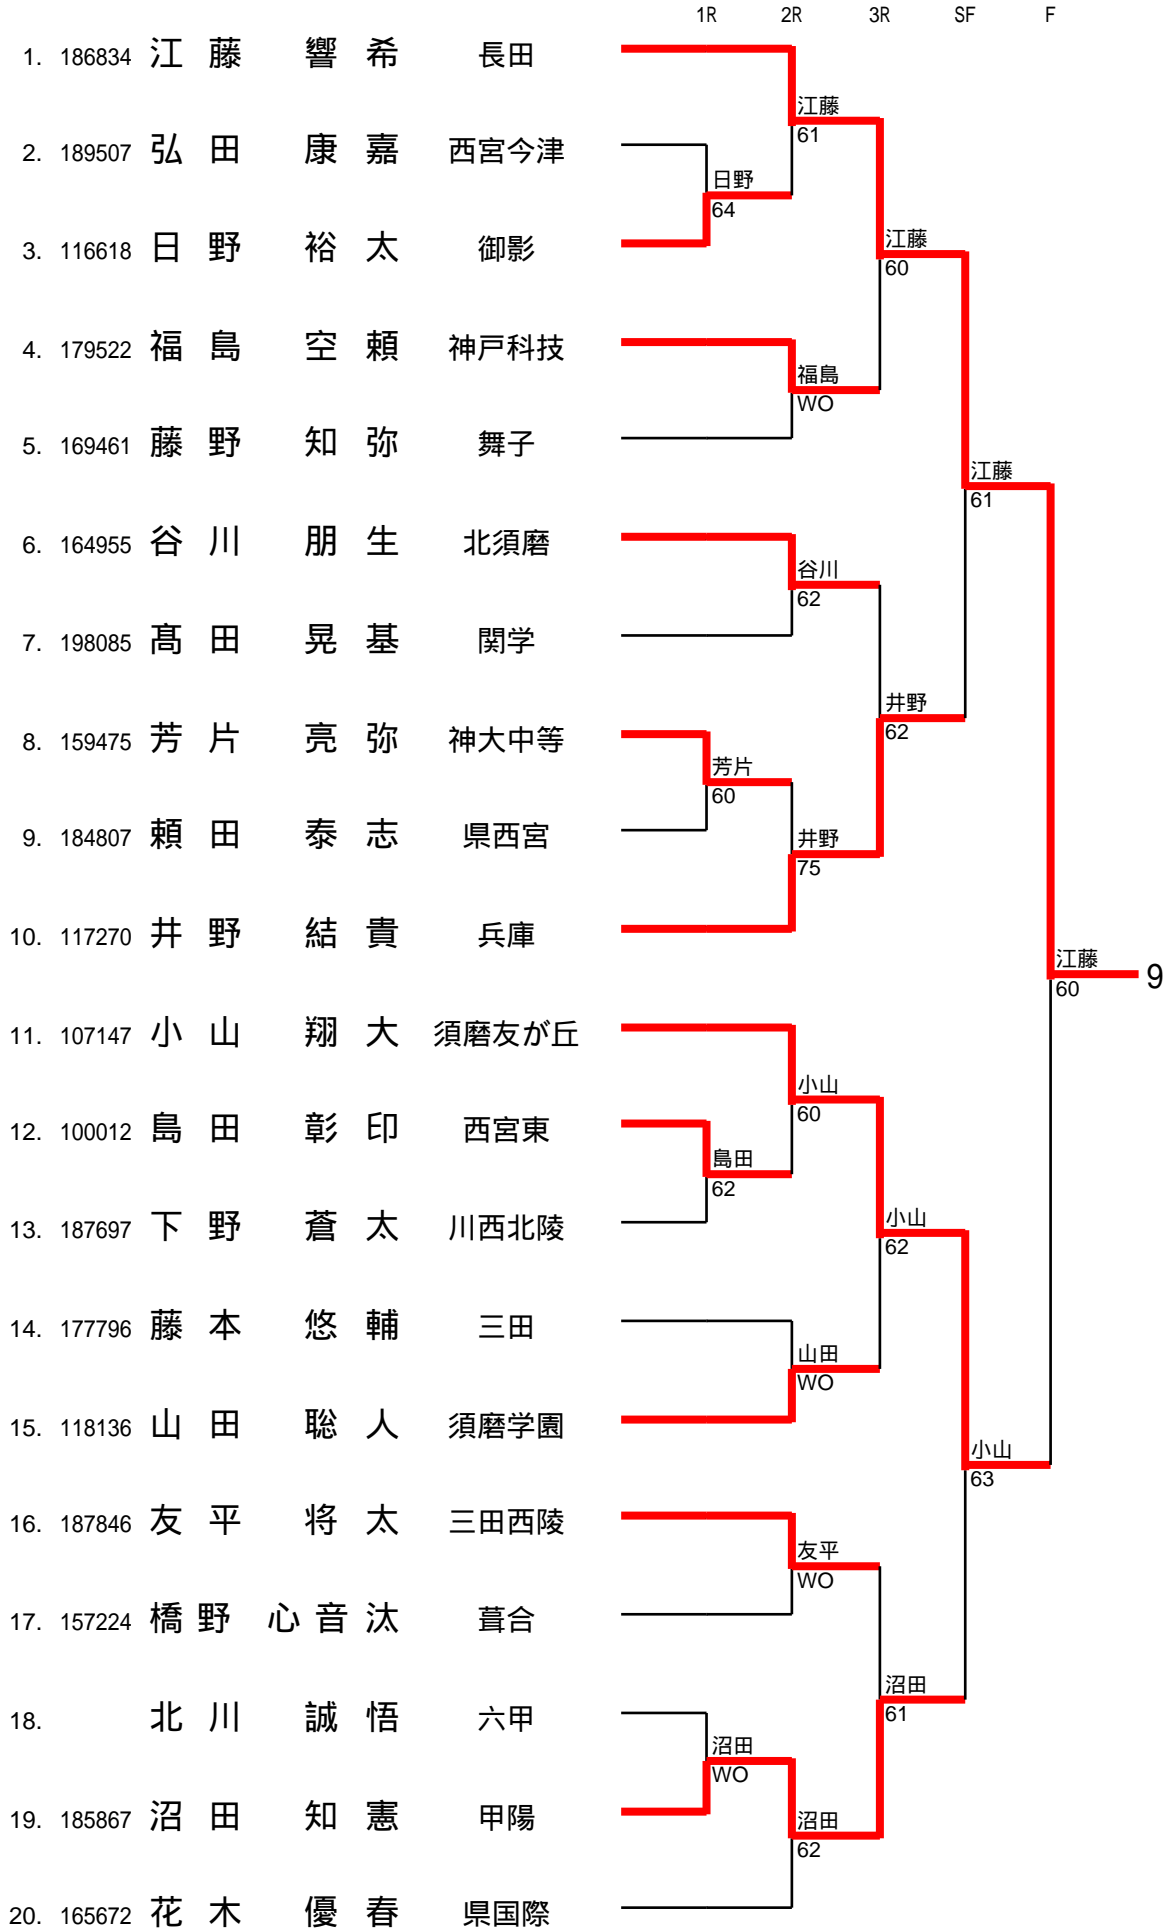 1R 2R 3R SF F
1. 186834 江 藤 響 希 長田
江藤
61
2. 189507 弘 田 康 嘉 西宮今津
日野
64
3. 116618 日 野 裕 太 御影
江藤
60
4. 179522 福 島 空 頼 神戸科技
福島
WO
5. 169461 藤 野 知 弥 舞子
江藤
61
6. 164955 谷 川 朋 生 北須磨
谷川
62
7. 198085 髙 田 晃 基 関学
井野
62
8. 159475 芳 片 亮 弥 神大中等
芳片
60
9. 184807 頼 田 泰 志 県西宮
井野
75
10. 117270 井 野 結 貴 兵庫
江藤
60
9
11. 107147 小 山 翔 大 須磨友が丘
小山
60
12. 100012 島 田 彰 印 西宮東
島田
62
13. 187697 下 野 蒼 太 川西北陵
小山
62
14. 177796 藤 本 悠 輔 三田
山田
WO
15. 118136 山 田 聡 人 須磨学園
小山
63
16. 187846 友 平 将 太 三田西陵
友平
WO
17. 157224 橋 野 心 音 汰 葺合
沼田
61
18. 北 川 誠 悟 六甲
沼田
WO
19. 185867 沼 田 知 憲 甲陽
沼田
62
20. 165672 花 木 優 春 県国際